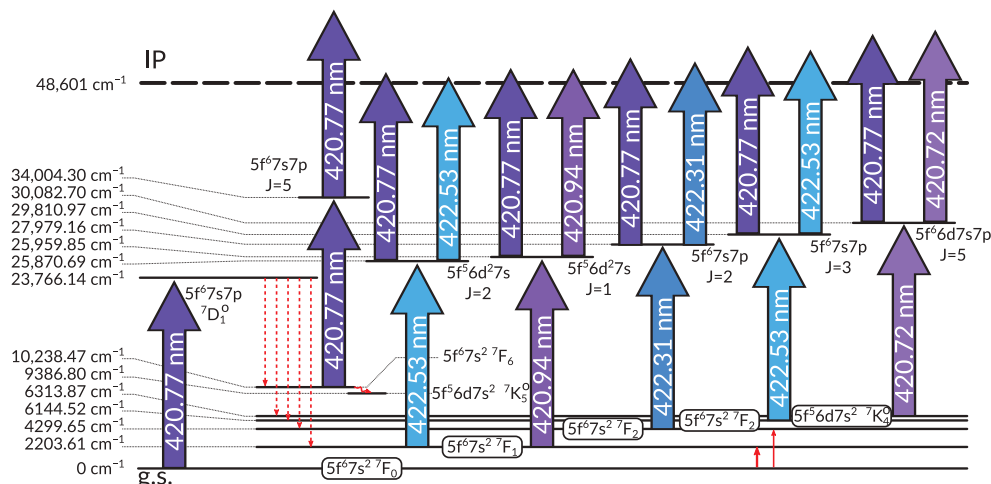 IP
48,601 cm⁻¹
5f⁶7s7p
J=5
34,004.30 cm⁻¹
30,082.70 cm⁻¹
29,810.97 cm⁻¹
27,979.16 cm⁻¹
25,959.85 cm⁻¹
25,870.69 cm⁻¹
23,766.14 cm⁻¹
10,238.47 cm⁻¹
9386.80 cm⁻¹
6313.87 cm⁻¹
6144.52 cm⁻¹
4299.65 cm⁻¹
2203.61 cm⁻¹
0 cm⁻¹
g.s.
420.77 nm
422.53 nm
420.77 nm
420.94 nm
420.77 nm
422.31 nm
420.77 nm
422.53 nm
420.77 nm
420.72 nm
5f⁵6d²7s
J=2
5f⁵6d²7s
J=1
5f⁶7s7p
J=2
5f⁶7s7p
J=3
5f⁶6d7s7p
J=5
5f⁶7s7p
⁷D₁ᵒ
420.77 nm
420.77 nm
420.77 nm
422.53 nm
420.94 nm
422.31 nm
422.53 nm
420.72 nm
5f⁶7s² ⁷F₆
5f⁵6d7s² ⁷K₅ᵒ
5f⁶7s² ⁷F₀
5f⁶7s² ⁷F₁
5f⁶7s² ⁷F₂
5f⁶7s² ⁷F₂
5f⁵6d7s² ⁷K₄ᵒ